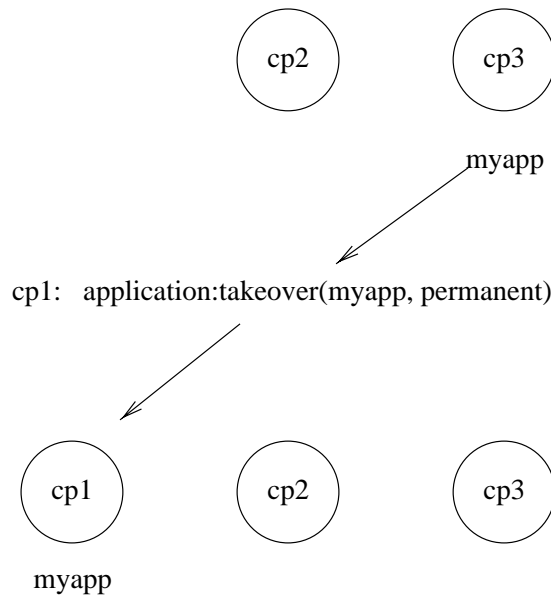 cp2 cp3
myapp
cp1: application:takeover(myapp, permanent)
cp1 cp2 cp3
myapp